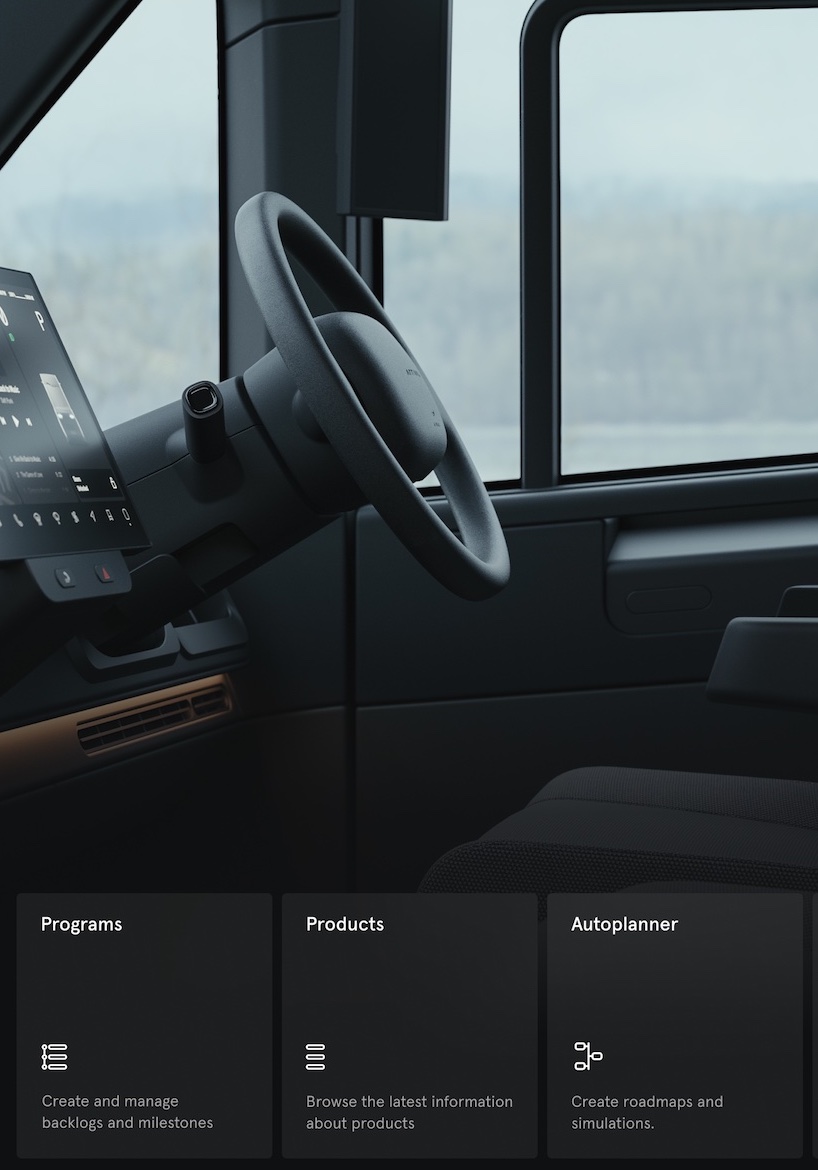 P
Programs
Products
Autoplanner
Create and manage
backlogs and milestones
Browse the latest information
about products
Create roadmaps and
simulations.